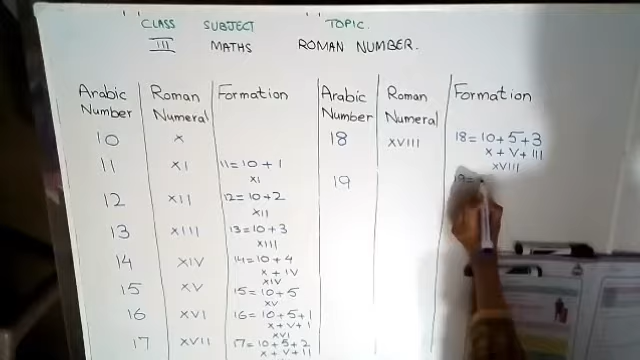 "CLASS SUBJECT "TOPIC.
III MATHS ROMAN NUMBER.
Arabic Number Roman Numeral Formation Arabic Number Roman Numeral Formation
10 X 18 XVIII 18=10+5+3
X+V+III
XVIII
11 XI 11=10+1
XI
19 19=
12 XII 12=10+2
XII
13 XIII 13=10+3
XIII
14 XIV 14=10+4
X+IV
XIV
15 XV 15=10+5
XV
16 XVI 16=10+5+1
X+V+I
XVI
17 XVII 17=10+5+2
X+V+II